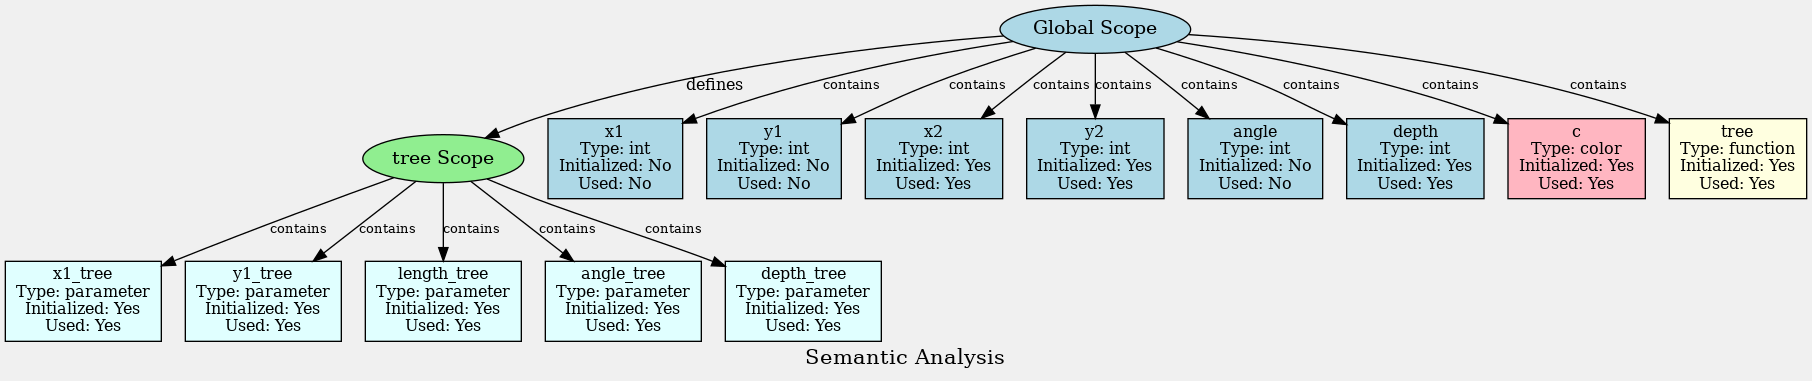 Global Scope
defines
contains
contains
contains
contains
contains
contains
contains
contains
tree Scope
x1
Type: int
Initialized: No
Used: No
y1
Type: int
Initialized: No
Used: No
x2
Type: int
Initialized: Yes
Used: Yes
y2
Type: int
Initialized: Yes
Used: Yes
angle
Type: int
Initialized: No
Used: No
depth
Type: int
Initialized: Yes
Used: Yes
c
Type: color
Initialized: Yes
Used: Yes
tree
Type: function
Initialized: Yes
Used: Yes
contains
contains
contains
contains
contains
x1_tree
Type: parameter
Initialized: Yes
Used: Yes
y1_tree
Type: parameter
Initialized: Yes
Used: Yes
length_tree
Type: parameter
Initialized: Yes
Used: Yes
angle_tree
Type: parameter
Initialized: Yes
Used: Yes
depth_tree
Type: parameter
Initialized: Yes
Used: Yes
Semantic Analysis